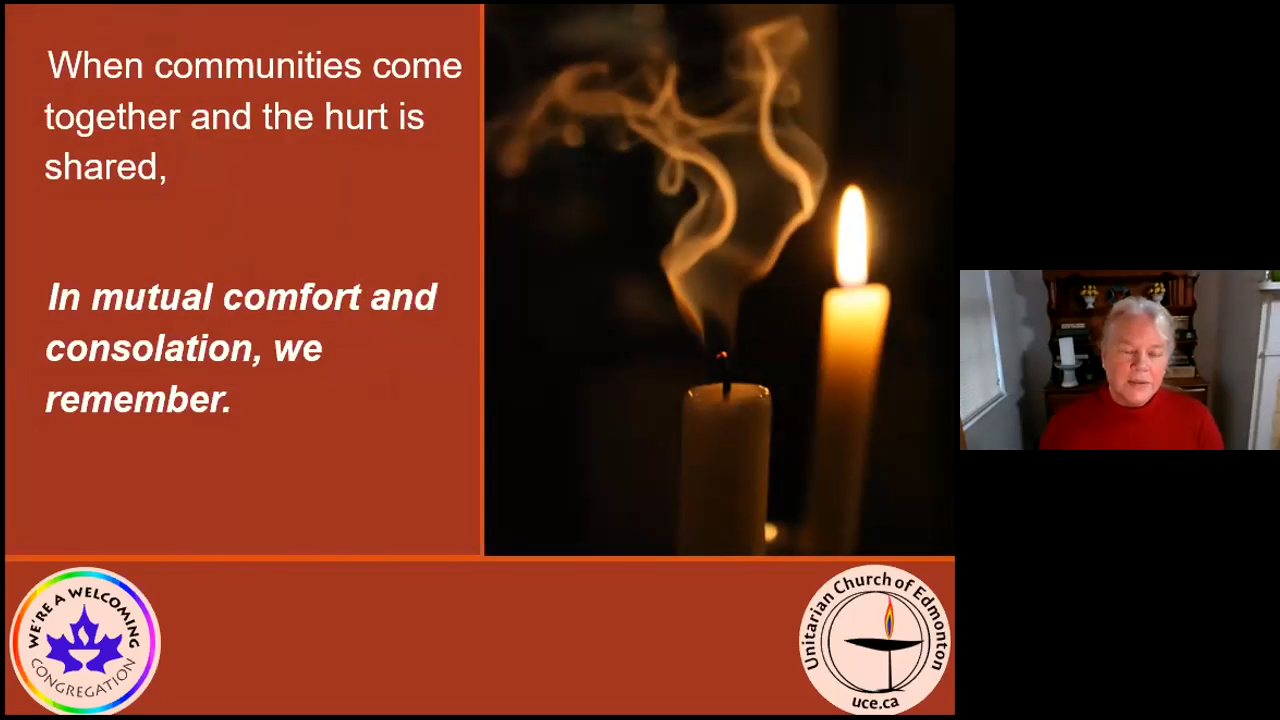 When communities come
together and the hurt is
shared,
In mutual comfort and
consolation, we
remember.
WE'RE A WELCOMING
CONGREGATION
Unitarian Church of Edmonton
uce.ca